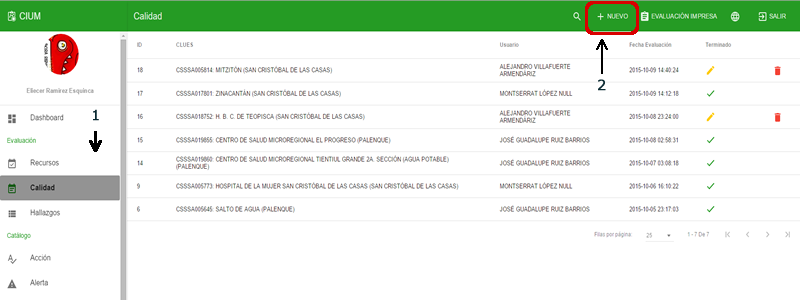 CIUM
Calidad
NUEVO
EVALUACIÓN IMPRESA
SALIR
Eliecer Ramirez Esquinca
1
Dashboard
Evaluación
Recursos
Calidad
Hallazgos
Catálogo
Acción
Alerta
2
ID CLUES Usuario Fecha Evaluación Terminado
18 CSSSA005814: MITZITÓN (SAN CRISTÓBAL DE LAS CASAS) ALEJANDRO VILLAFUERTE
ARMENDARIZ 2015-10-09 14:40:24
17 CSSSA017801: ZINACANTÁN (SAN CRISTÓBAL DE LAS CASAS) MONTSERRAT LÓPEZ NULL 2015-10-09 14:12:18
16 CSSSA018752: H. B. C. DE TEOPISCA (SAN CRISTÓBAL DE LAS CASAS) ALEJANDRO VILLAFUERTE
ARMENDARIZ 2015-10-08 23:24:00
15 CSSSA019855: CENTRO DE SALUD MICROREGIONAL EL PROGRESO (PALENQUE) JOSÉ GUADALUPE RUIZ BARRIOS 2015-10-08 02:58:31
14 CSSSA019860: CENTRO DE SALUD MICROREGIONAL TIENTIUL GRANDE 2A. SECCIÓN (AGUA POTABLE)
(PALENQUE) JOSÉ GUADALUPE RUIZ BARRIOS 2015-10-07 03:08:18
9 CSSSA005773: HOSPITAL DE LA MUJER SAN CRISTÓBAL DE LAS CASAS (SAN CRISTÓBAL DE LAS CASAS) MONTSERRAT LÓPEZ NULL 2015-10-06 16:10:22
6 CSSSA005645: SALTO DE AGUA (PALENQUE) JOSÉ GUADALUPE RUIZ BARRIOS 2015-10-05 23:17:03
Filas por página: 25 1 - 7 De 7